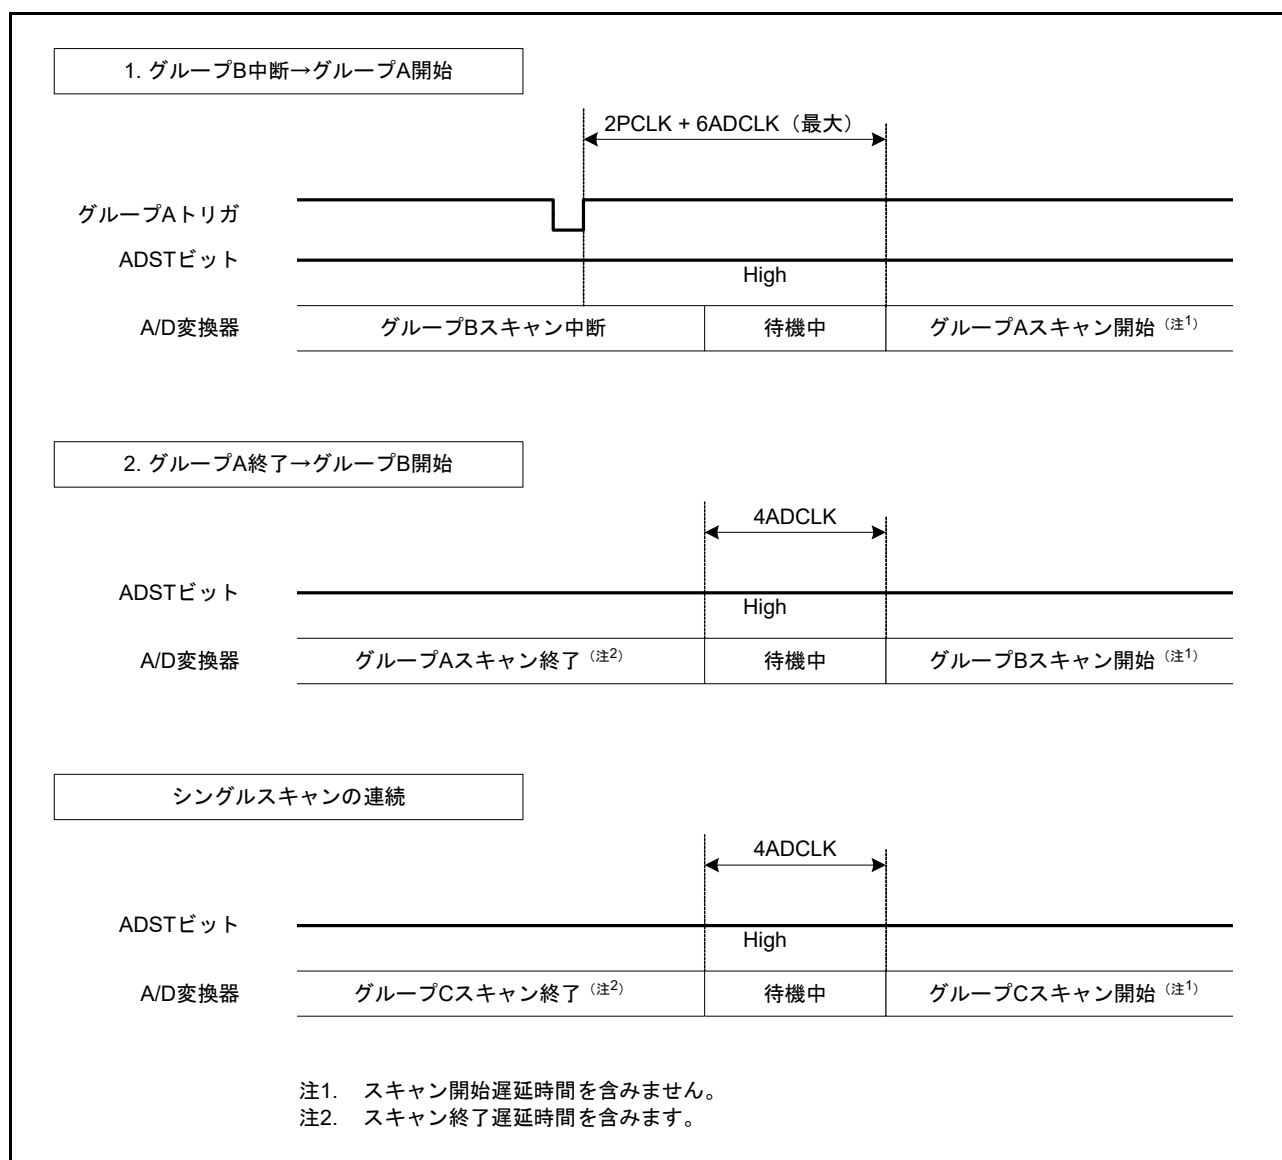 1. グループB中断→グループA開始
2PCLK + 6ADCLK（最大）
グループAトリガ
ADSTビット
High
A/D変換器 グループBスキャン中断 待機中 グループAスキャン開始（注1）
2. グループA終了→グループB開始
4ADCLK
ADSTビット
High
A/D変換器 グループAスキャン終了（注2） 待機中 グループBスキャン開始（注1）
シングルスキャンの連続
4ADCLK
ADSTビット
High
A/D変換器 グループCスキャン終了（注2） 待機中 グループCスキャン開始（注1）
注1. スキャン開始遅延時間を含みません。
注2. スキャン終了遅延時間を含みます。